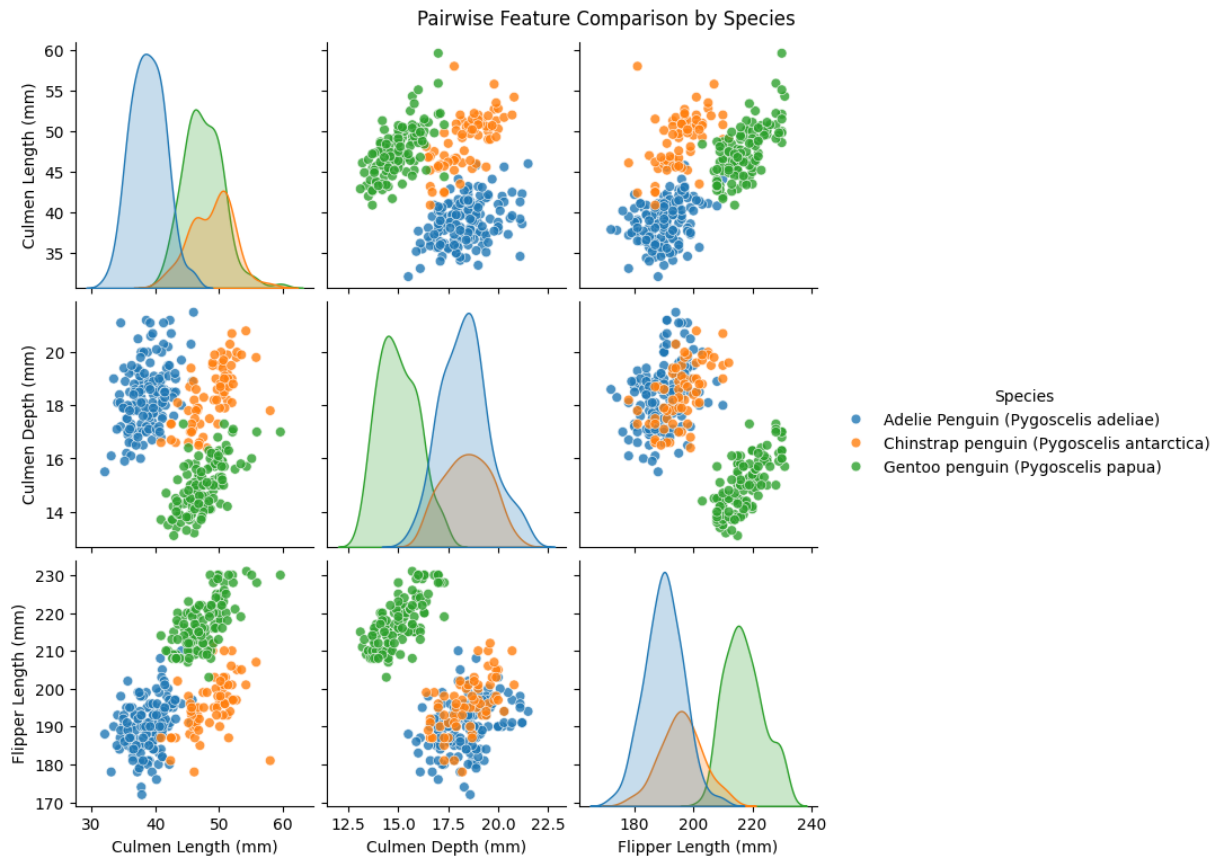 Pairwise Feature Comparison by Species
Culmen Length (mm)
60
55
50
45
40
35
Culmen Depth (mm)
20
18
16
14
Flipper Length (mm)
230
220
210
200
190
180
170
30 40 50 60
Culmen Length (mm)
12.5 15.0 17.5 20.0 22.5
Culmen Depth (mm)
180 200 220 240
Flipper Length (mm)
Species
Adelie Penguin (Pygoscelis adeliae)
Chinstrap penguin (Pygoscelis antarctica)
Gentoo penguin (Pygoscelis papua)